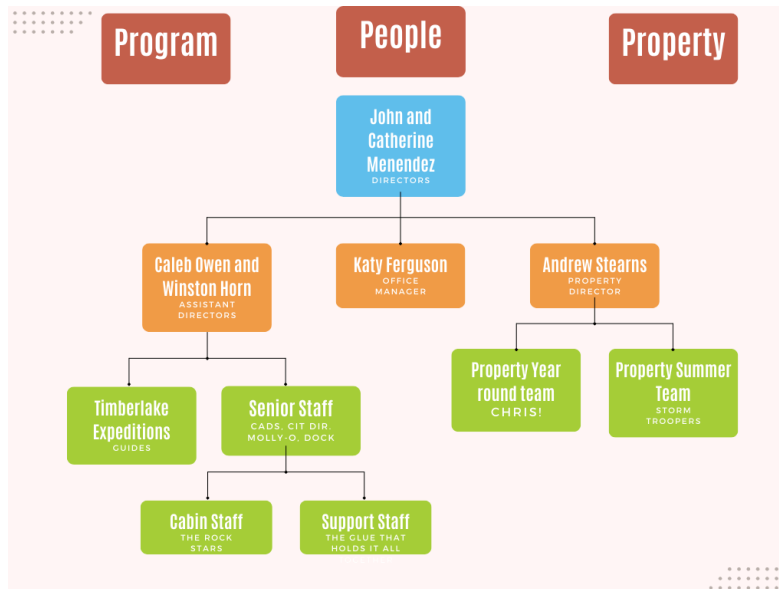 Program
People
Property
John and
Catherine
Menendez
DIRECTORS
Caleb Owen and
Winston Horn
ASSISTANT
DIRECTORS
Katy Ferguson
OFFICE
MANAGER
Andrew Stearns
PROPERTY
DIRECTOR
Timberlake
Expeditions
GUIDES
Senior Staff
CADS, CIT DIR.
MOLLY-O, DOCK
Property Year
round team
CHRIS!
Property Summer
Team
STORM
TROOPERS
Cabin Staff
THE ROCK
STARS
Support Staff
THE GLUE THAT
HOLDS IT ALL